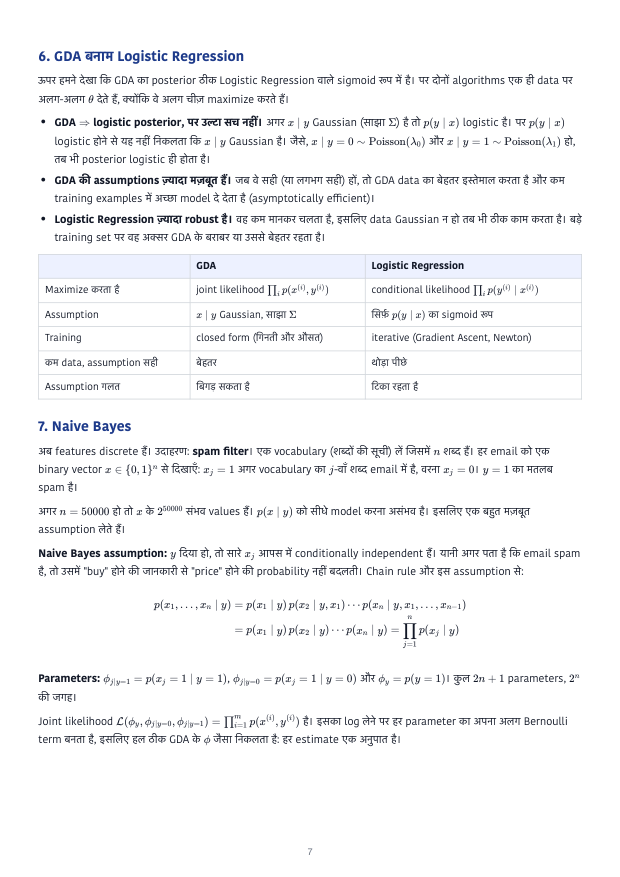 6. GDA बनाम Logistic Regression
ऊपर हमने देखा कि GDA का posterior ठीक Logistic Regression वाले sigmoid रूप में है। पर दोनों algorithms एक ही data पर
अलग-अलग θ देते हैं, क्योंकि वे अलग चीज़ maximize करते हैं।
• GDA ⇒ logistic posterior, पर उल्टा सच नहीं। अगर x | y Gaussian (साझा Σ) है तो p(y | x) logistic है। पर p(y | x)
logistic होने से यह नहीं निकलता कि x | y Gaussian है। जैसे, x | y = 0 ∼ Poisson(λ₀) और x | y = 1 ∼ Poisson(λ₁) हो,
तब भी posterior logistic ही होता है।
• GDA की assumptions ज़्यादा मज़बूत हैं। जब वे सही (या लगभग सही) हों, तो GDA data का बेहतर इस्तेमाल करता है और कम
training examples में अच्छा model दे देता है (asymptotically efficient)।
• Logistic Regression ज़्यादा robust है। वह कम मानकर चलता है, इसलिए data Gaussian न हो तब भी ठीक काम करता है। बड़े
training set पर वह अक्सर GDA के बराबर या उससे बेहतर रहता है।
GDA Logistic Regression
Maximize करता है joint likelihood ∏ᵢ p(x⁽ⁱ⁾, y⁽ⁱ⁾) conditional likelihood ∏ᵢ p(y⁽ⁱ⁾ | x⁽ⁱ⁾)
Assumption x | y Gaussian, साझा Σ सिर्फ़ p(y | x) का sigmoid रूप
Training closed form (गिनती और औसत) iterative (Gradient Ascent, Newton)
कम data, assumption सही बेहतर थोड़ा पीछे
Assumption गलत बिगड़ सकता है टिका रहता है
7. Naive Bayes
अब features discrete हैं। उदाहरण: spam filter। एक vocabulary (शब्दों की सूची) लें जिसमें n शब्द हैं। हर email को एक
binary vector x ∈ {0, 1}ⁿ से दिखाएँ: xⱼ = 1 अगर vocabulary का j-वाँ शब्द email में है, वरना xⱼ = 0। y = 1 का मतलब
spam है।
अगर n = 50000 हो तो x के 2⁵⁰⁰⁰⁰ संभव values हैं। p(x | y) को सीधे model करना असंभव है। इसलिए एक बहुत मज़बूत
assumption लेते हैं।
Naive Bayes assumption: y दिया हो, तो सारे xⱼ आपस में conditionally independent हैं। यानी अगर पता है कि email spam
है, तो उसमें "buy" होने की जानकारी से "price" होने की probability नहीं बदलती। Chain rule और इस assumption से:
p(x₁, . . . , xₙ | y) = p(x₁ | y) p(x₂ | y, x₁) ⋯ p(xₙ | y, x₁, . . . , xₙ₋₁)
= p(x₁ | y) p(x₂ | y) ⋯ p(xₙ | y) = ∏_{j=1}^{n} p(xⱼ | y)
Parameters: ϕ_{j|y=1} = p(xⱼ = 1 | y = 1), ϕ_{j|y=0} = p(xⱼ = 1 | y = 0) और ϕ_y = p(y = 1)। कुल 2n + 1 parameters, 2ⁿ
की जगह।
Joint likelihood ℒ(ϕ_y, ϕ_{j|y=0}, ϕ_{j|y=1}) = ∏_{i=1}^{m} p(x⁽ⁱ⁾, y⁽ⁱ⁾) है। इसका log लेने पर हर parameter का अपना अलग Bernoulli
term बनता है, इसलिए हल ठीक GDA के ϕ जैसा निकलता है: हर estimate एक अनुपात है।
7